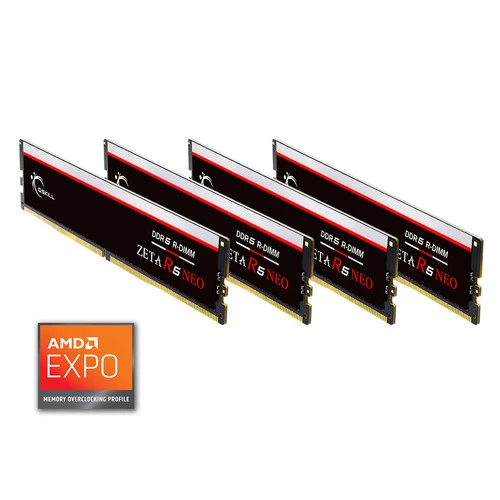 G.SKILL
DDR5 R-DIMM
ZETA R5 NEO
DDR5 R-DIMM
ZETA R5 NEO
DDR5 R-DIMM
ZETA R5 NEO
DDR5 R-DIMM
ZETA R5 NEO
AMD
EXPO
MEMORY OVERCLOCKING PROFILE